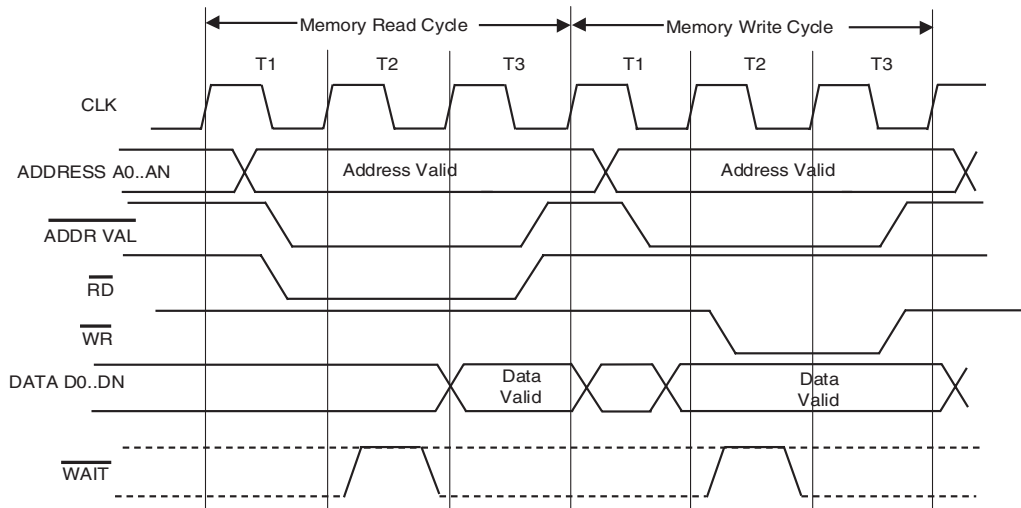 Memory Read Cycle Memory Write Cycle
T1 T2 T3 T1 T2 T3
CLK
ADDRESS A0..AN Address Valid Address Valid
ADDR VAL
RD
WR
DATA D0..DN Data Valid Data Valid
WAIT